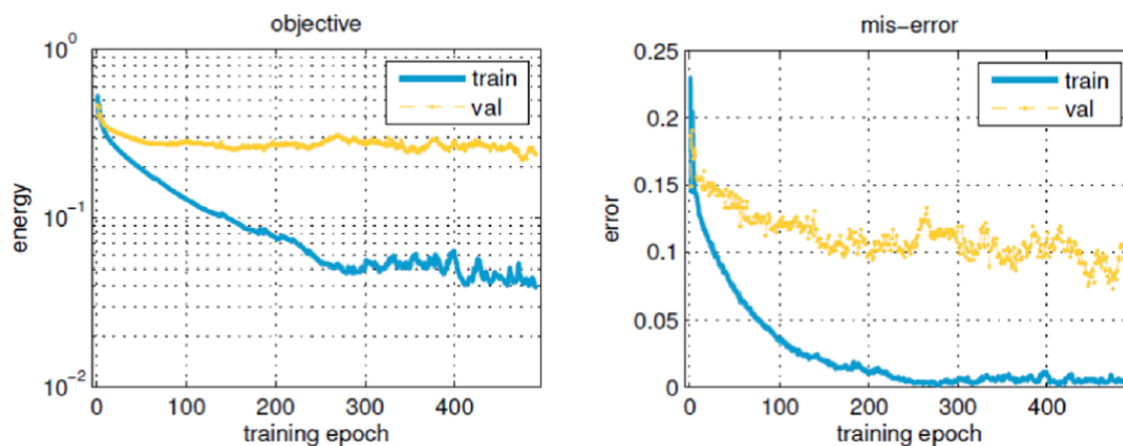 objective
10^0
10^-1
10^-2
energy
train
val
0 100 200 300 400
training epoch
mis-error
0.25
0.2
0.15
0.1
0.05
0
error
train
val
0 100 200 300 400
training epoch